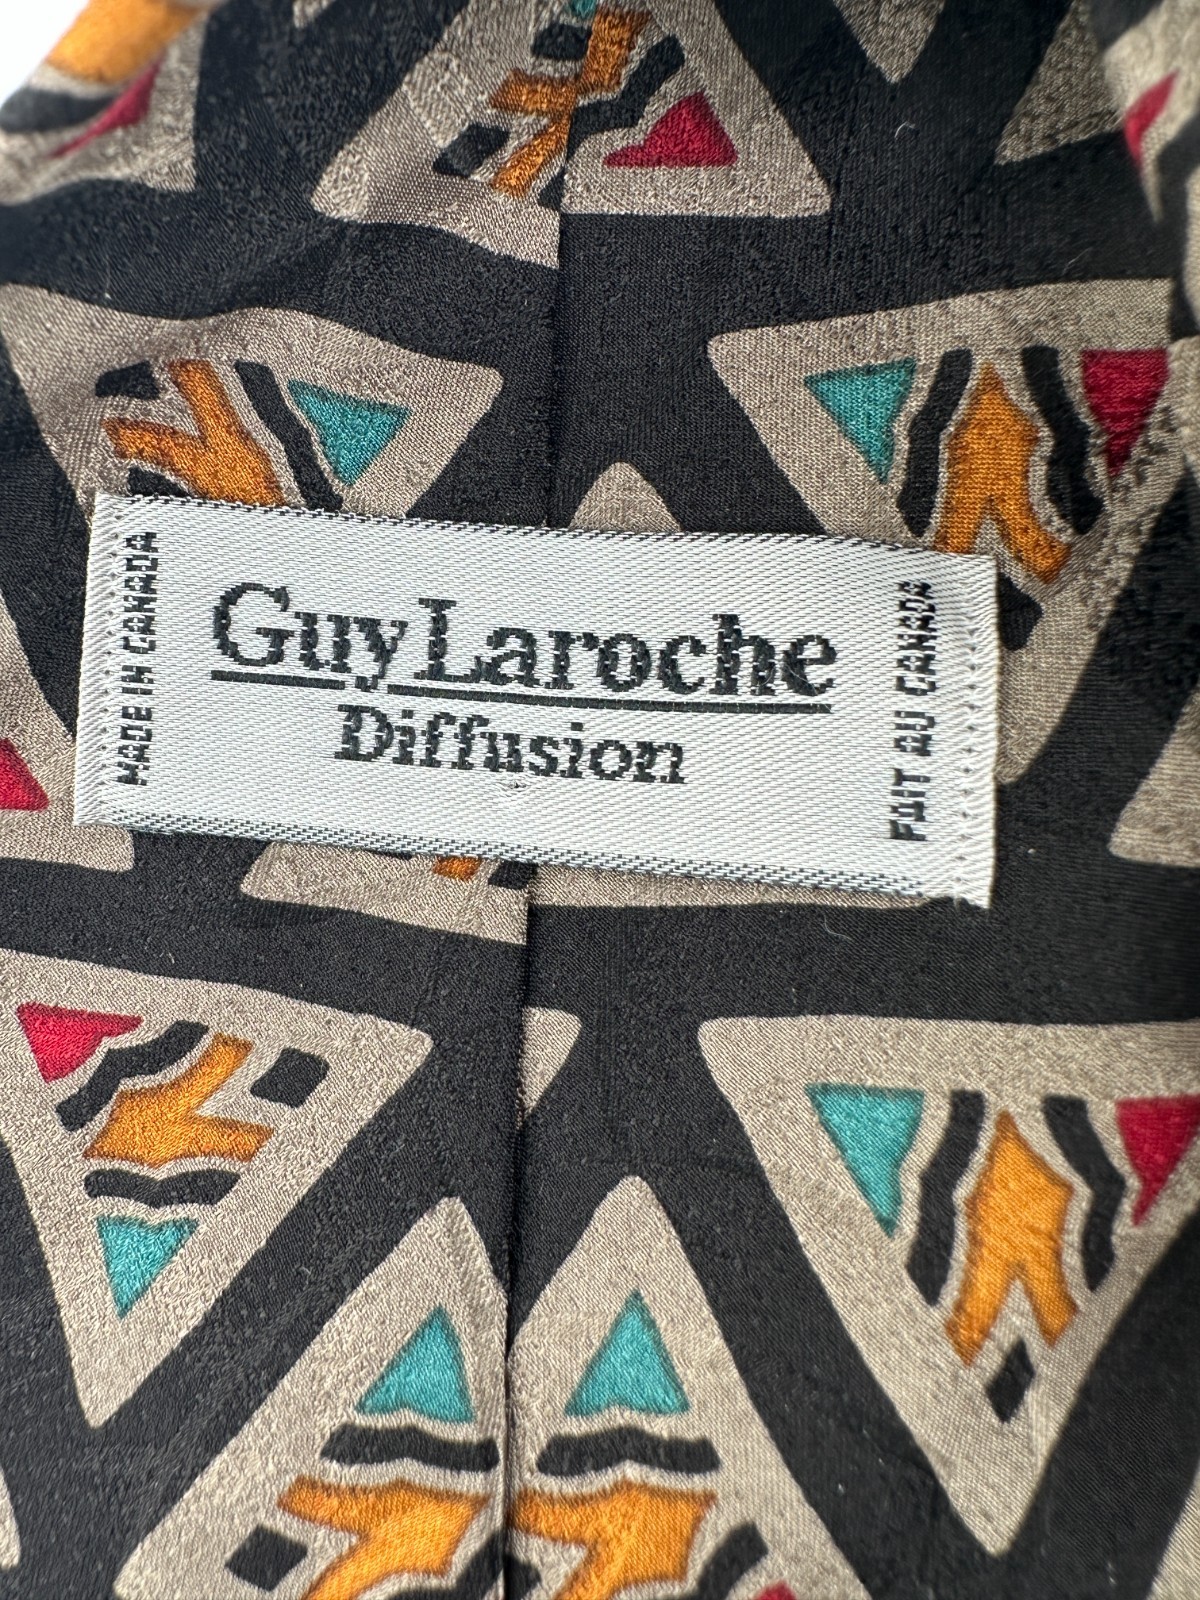 MADE IN CANADA
Guy Laroche
Diffusion
FAIT AU CANADA